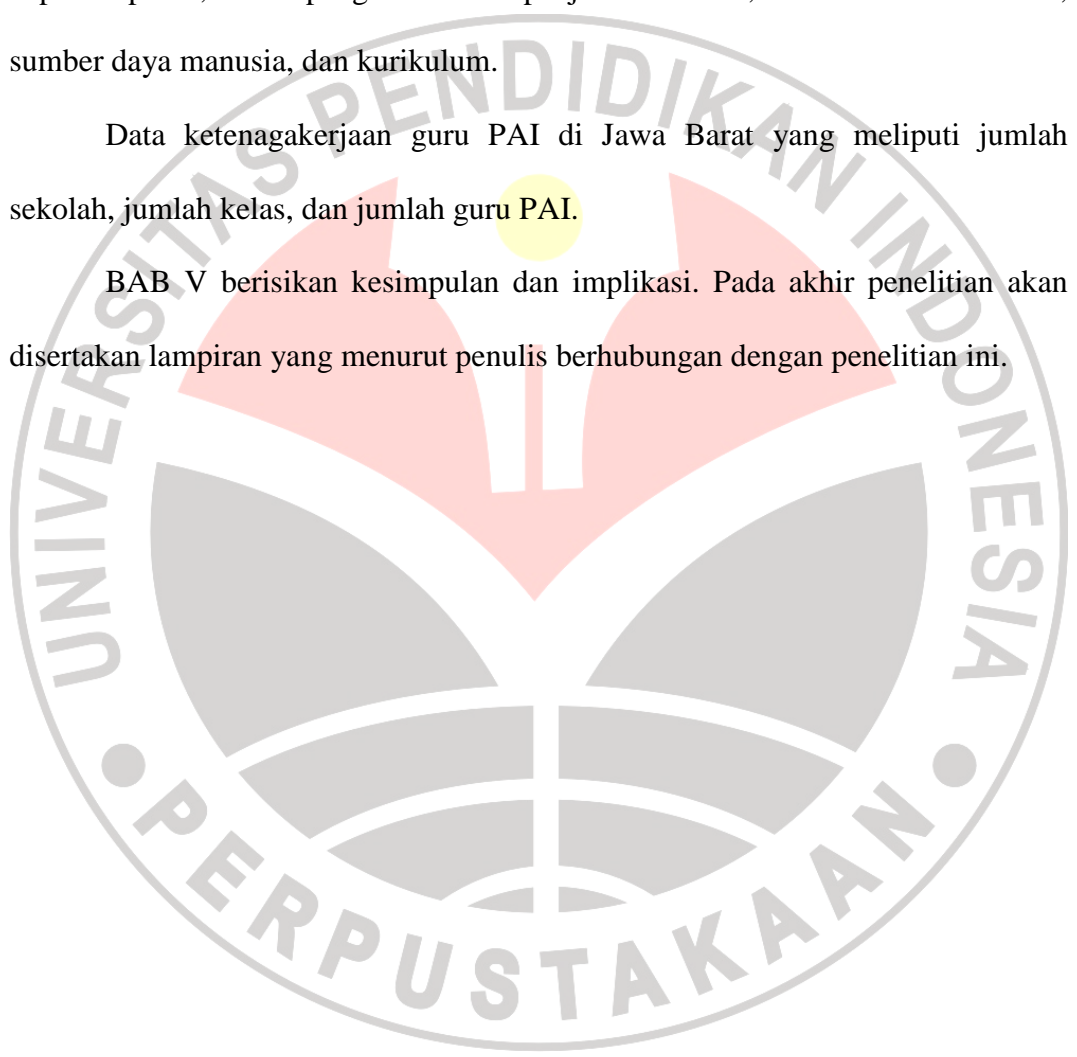 sumber daya manusia, dan kurikulum.
Data ketenagakerjaan guru PAI di Jawa Barat yang meliputi jumlah
sekolah, jumlah kelas, dan jumlah guru PAI.
BAB V berisikan kesimpulan dan implikasi. Pada akhir penelitian akan
disertakan lampiran yang menurut penulis berhubungan dengan penelitian ini.
UNIVERSITAS PENDIDIKAN INDONESIA
PERPUSTAKAAN